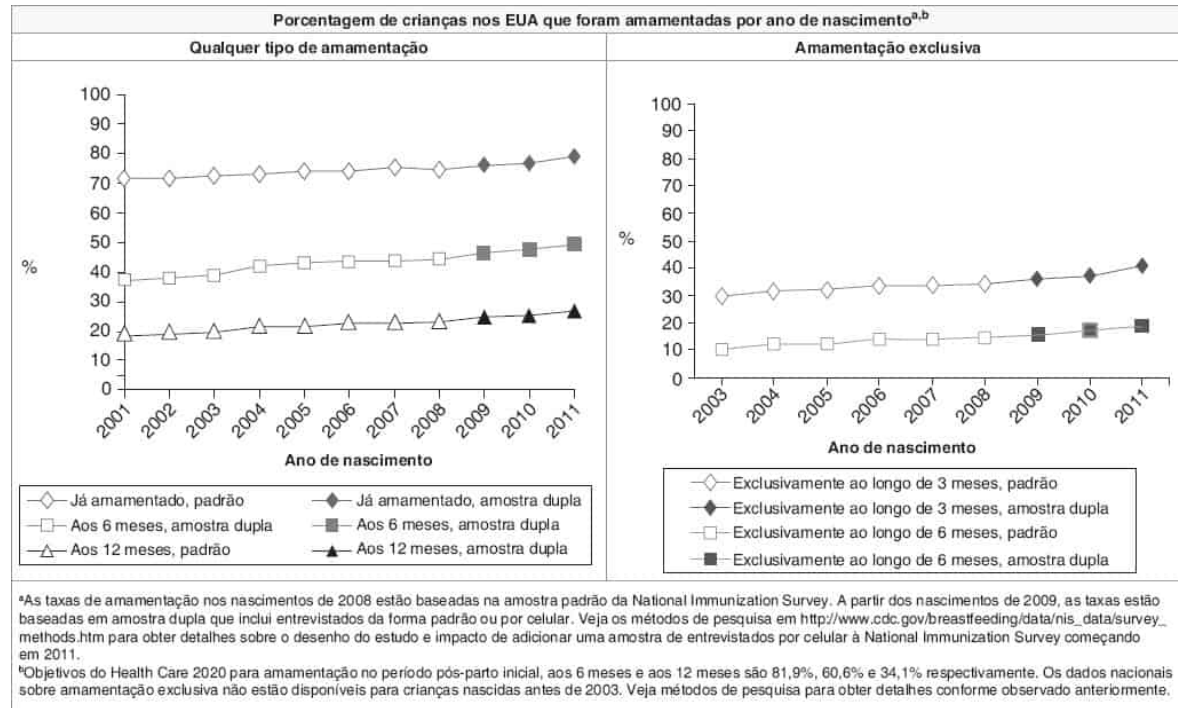 Porcentagem de crianças nos EUA que foram amamentadas por ano de nascimentoa,b
Qualquer tipo de amamentação
100
90
80
70
60
50
40
30
20
10
0
%
2001
2002
2003
2004
2005
2006
2007
2008
2009
2010
2011
Ano de nascimento
Já amamentado, padrão
Já amamentado, amostra dupla
Aos 6 meses, amostra dupla
Aos 6 meses, amostra dupla
Aos 12 meses, padrão
Aos 12 meses, amostra dupla
Amamentação exclusiva
100
90
80
70
60
50
40
30
20
10
0
%
2003
2004
2005
2006
2007
2008
2009
2010
2011
Ano de nascimento
Exclusivamente ao longo de 3 meses, padrão
Exclusivamente ao longo de 3 meses, amostra dupla
Exclusivamente ao longo de 6 meses, padrão
Exclusivamente ao longo de 6 meses, amostra dupla
aAs taxas de amamentação nos nascimentos de 2008 estão baseadas na amostra padrão da National Immunization Survey. A partir dos nascimentos de 2009, as taxas estão
baseadas em amostra dupla que inclui entrevistados da forma padrão ou por celular. Veja os métodos de pesquisa em http://www.cdc.gov/breastfeeding/data/nis_data/survey_
methods.htm para obter detalhes sobre o desenho do estudo e impacto de adicionar uma amostra de entrevistados por celular à National Immunization Survey começando
em 2011.
bObjetivos do Health Care 2020 para amamentação no período pós-parto inicial, aos 6 meses e aos 12 meses são 81,9%, 60,6% e 34,1% respectivamente. Os dados nacionais
sobre amamentação exclusiva não estão disponíveis para crianças nascidas antes de 2003. Veja métodos de pesquisa para obter detalhes conforme observado anteriormente.